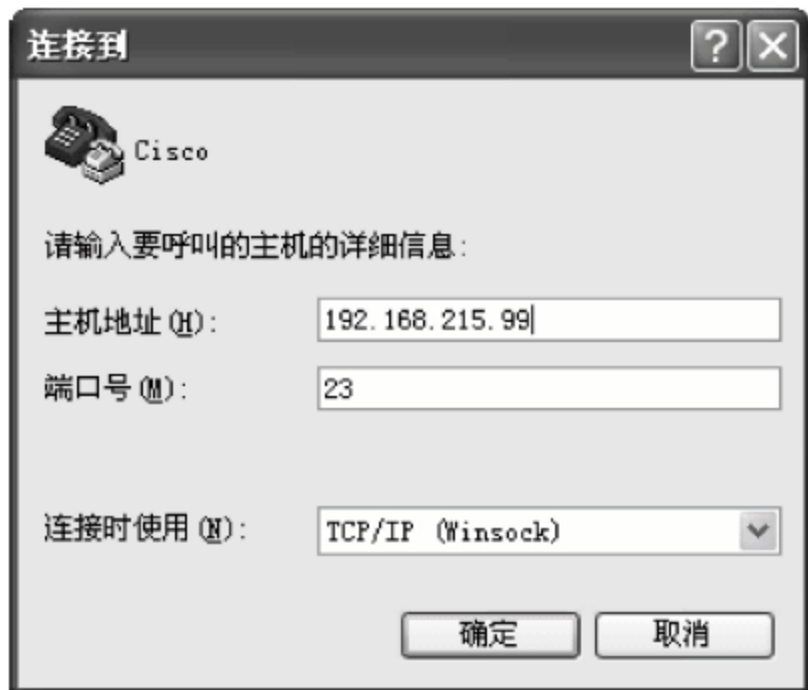 连接到
Cisco
请输入要呼叫的主机的详细信息:
主机地址(H): 192.168.215.99
端口号(M): 23
连接时使用(N): TCP/IP (Winsock)
确定 取消